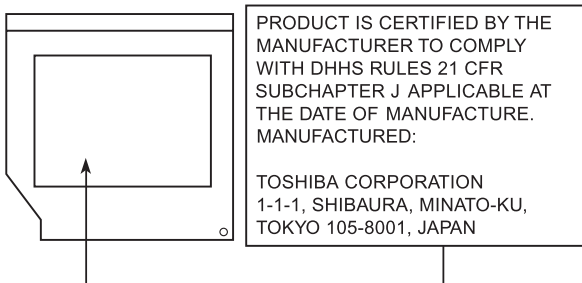 PRODUCT IS CERTIFIED BY THE
MANUFACTURER TO COMPLY
WITH DHHS RULES 21 CFR
SUBCHAPTER J APPLICABLE AT
THE DATE OF MANUFACTURE.
MANUFACTURED:
TOSHIBA CORPORATION
1-1-1, SHIBAURA, MINATO-KU,
TOKYO 105-8001, JAPAN